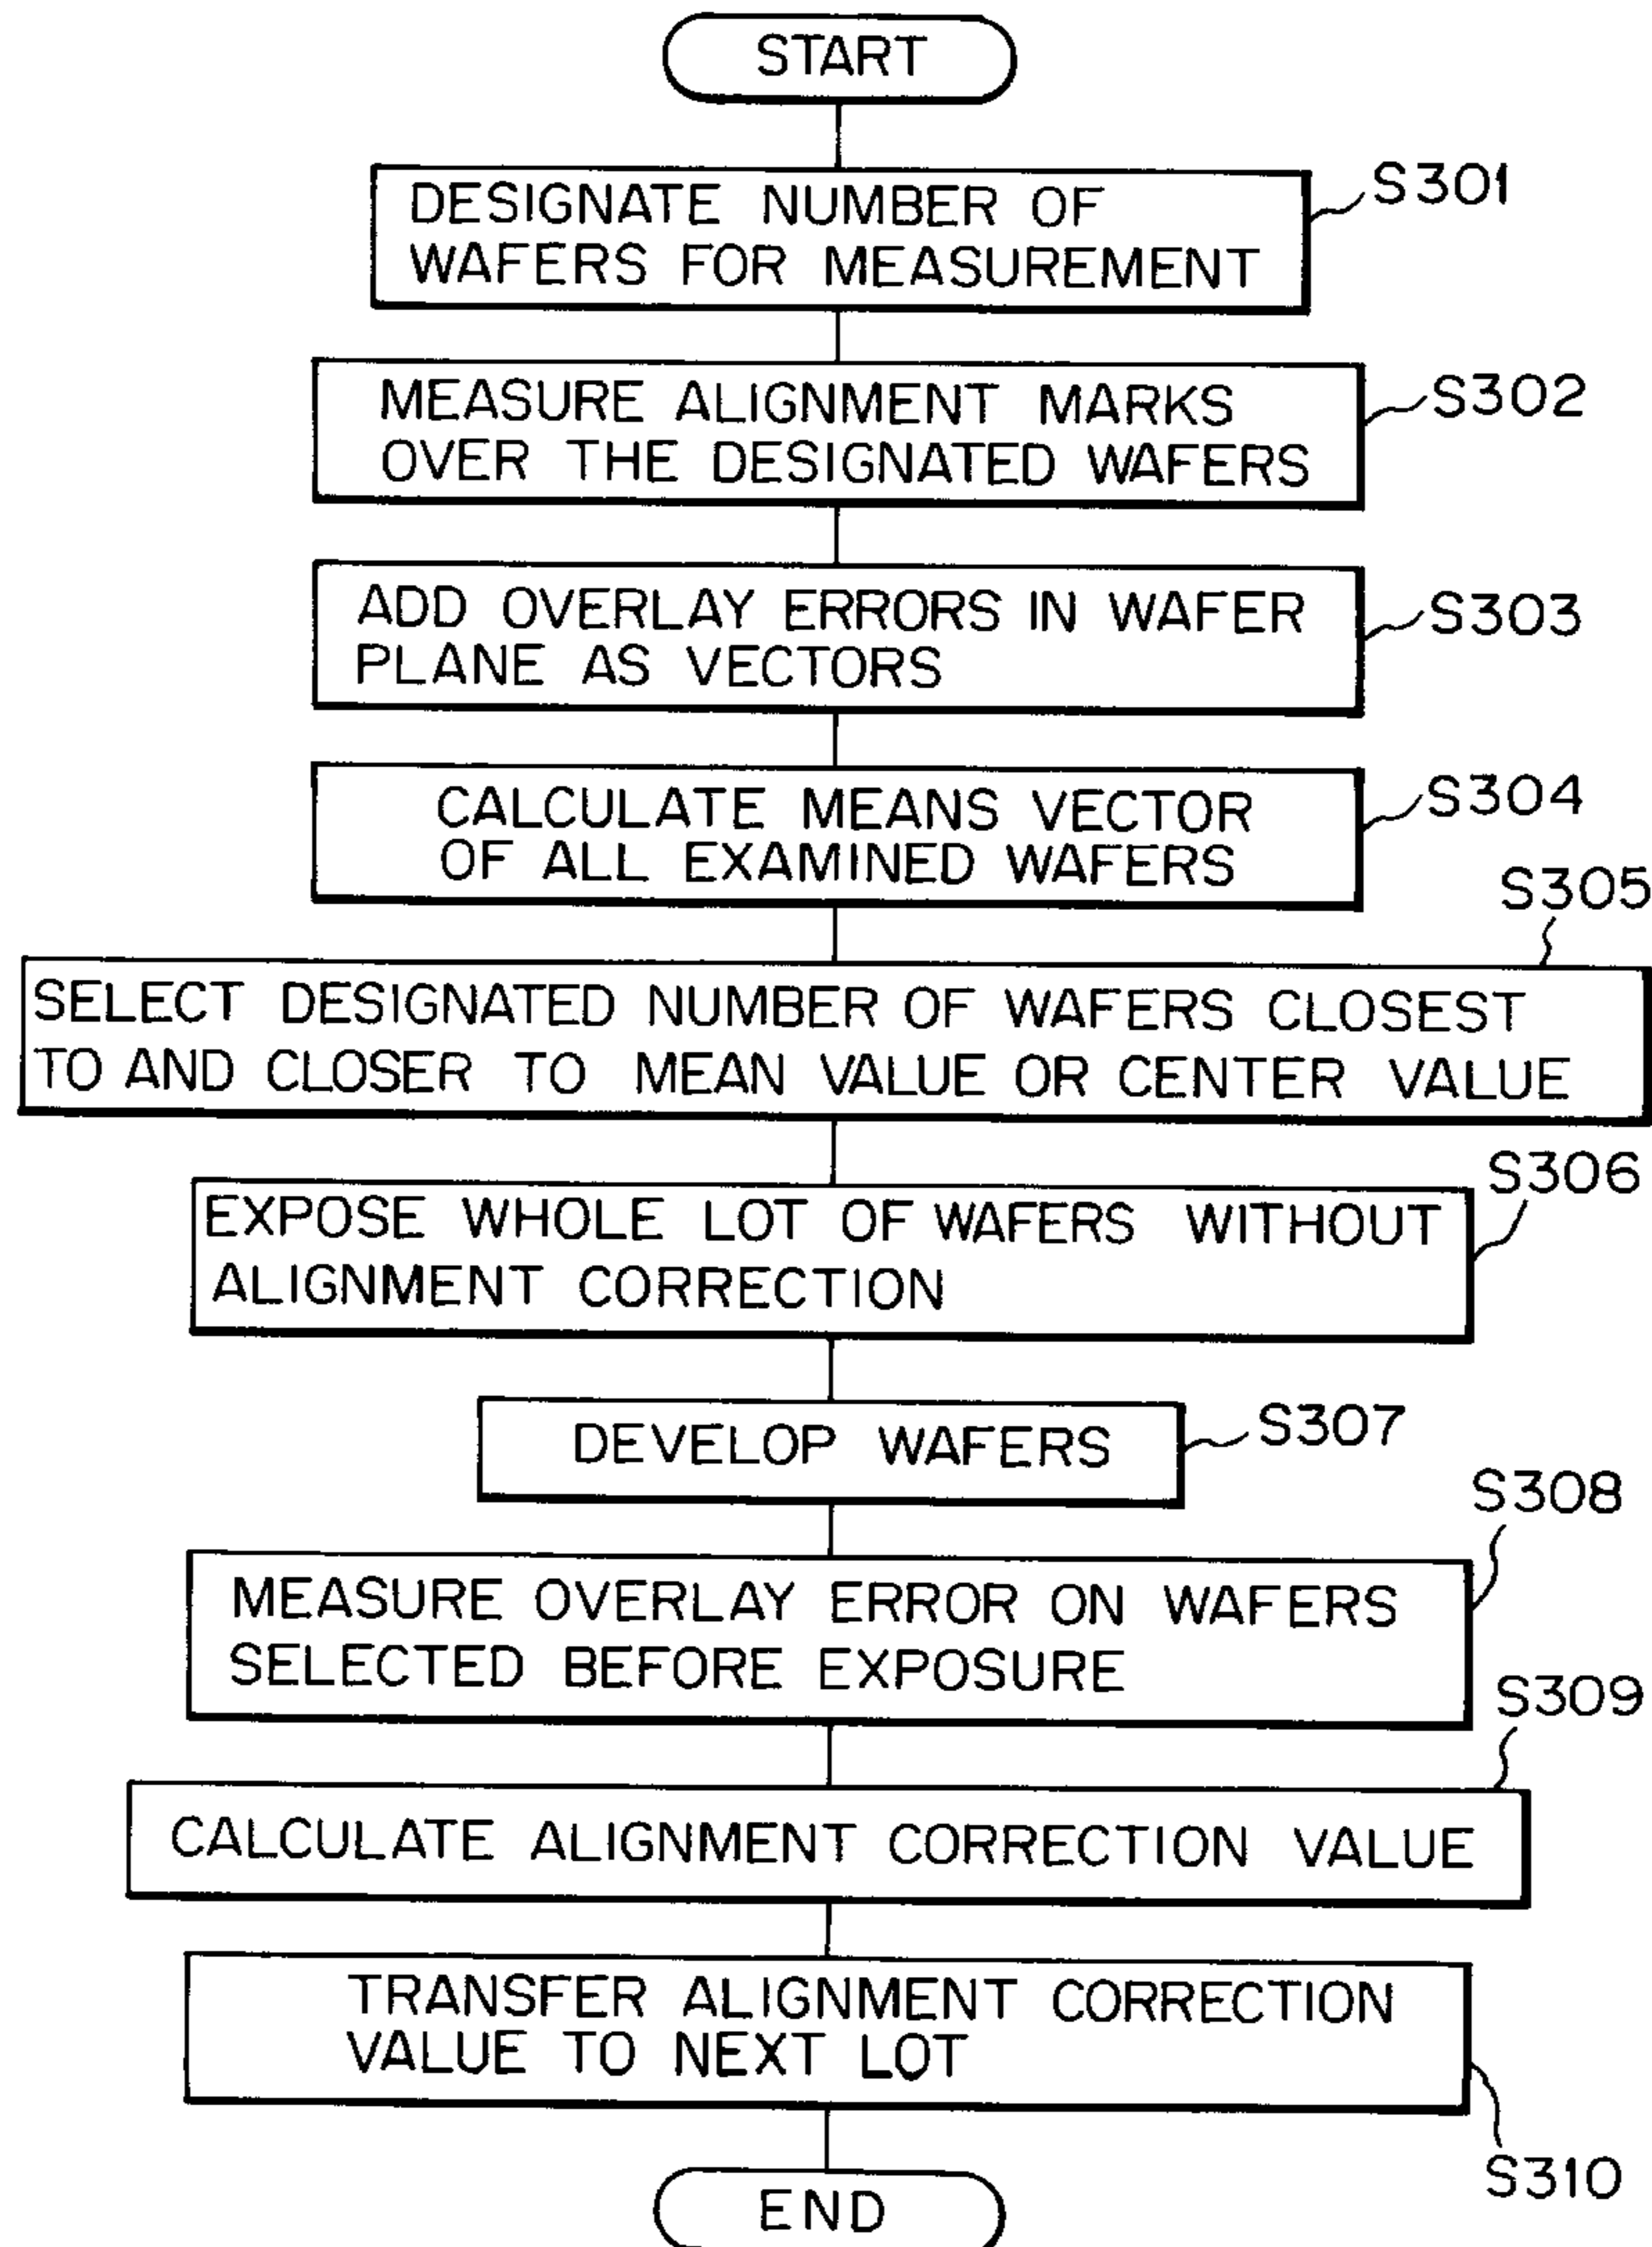 START
S301
DESIGNATE NUMBER OF
WAFERS FOR MEASUREMENT
S302
MEASURE ALIGNMENT MARKS
OVER THE DESIGNATED WAFERS
S303
ADD OVERLAY ERRORS IN WAFER
PLANE AS VECTORS
S304
CALCULATE MEANS VECTOR
OF ALL EXAMINED WAFERS
S305
SELECT DESIGNATED NUMBER OF WAFERS CLOSEST
TO AND CLOSER TO MEAN VALUE OR CENTER VALUE
S306
EXPOSE WHOLE LOT OF WAFERS WITHOUT
ALIGNMENT CORRECTION
S307
DEVELOP WAFERS
S308
MEASURE OVERLAY ERROR ON WAFERS
SELECTED BEFORE EXPOSURE
S309
CALCULATE ALIGNMENT CORRECTION VALUE
TRANSFER ALIGNMENT CORRECTION
VALUE TO NEXT LOT
S310
END